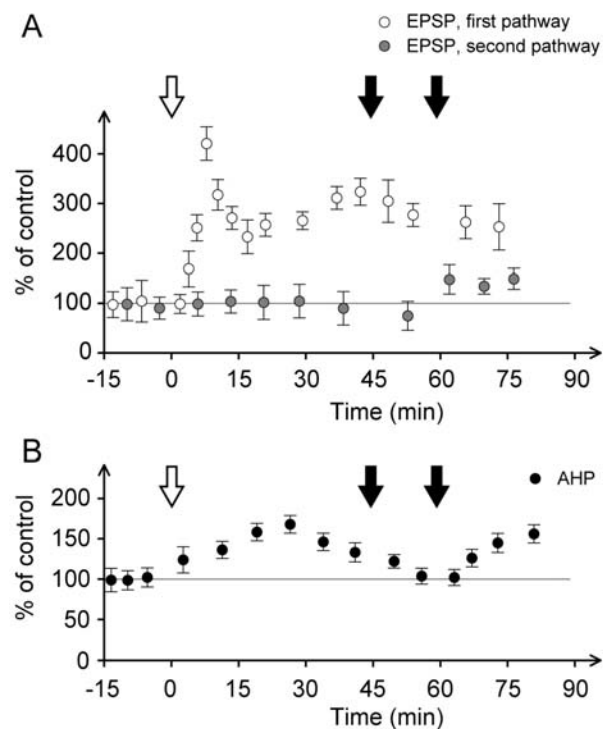 A
EPSP, first pathway
EPSP, second pathway
400
300
200
100
0
% of control
-15 0 15 30 45 60 75 90
Time (min)
B
AHP
200
150
100
50
0
% of control
-15 0 15 30 45 60 75 90
Time (min)